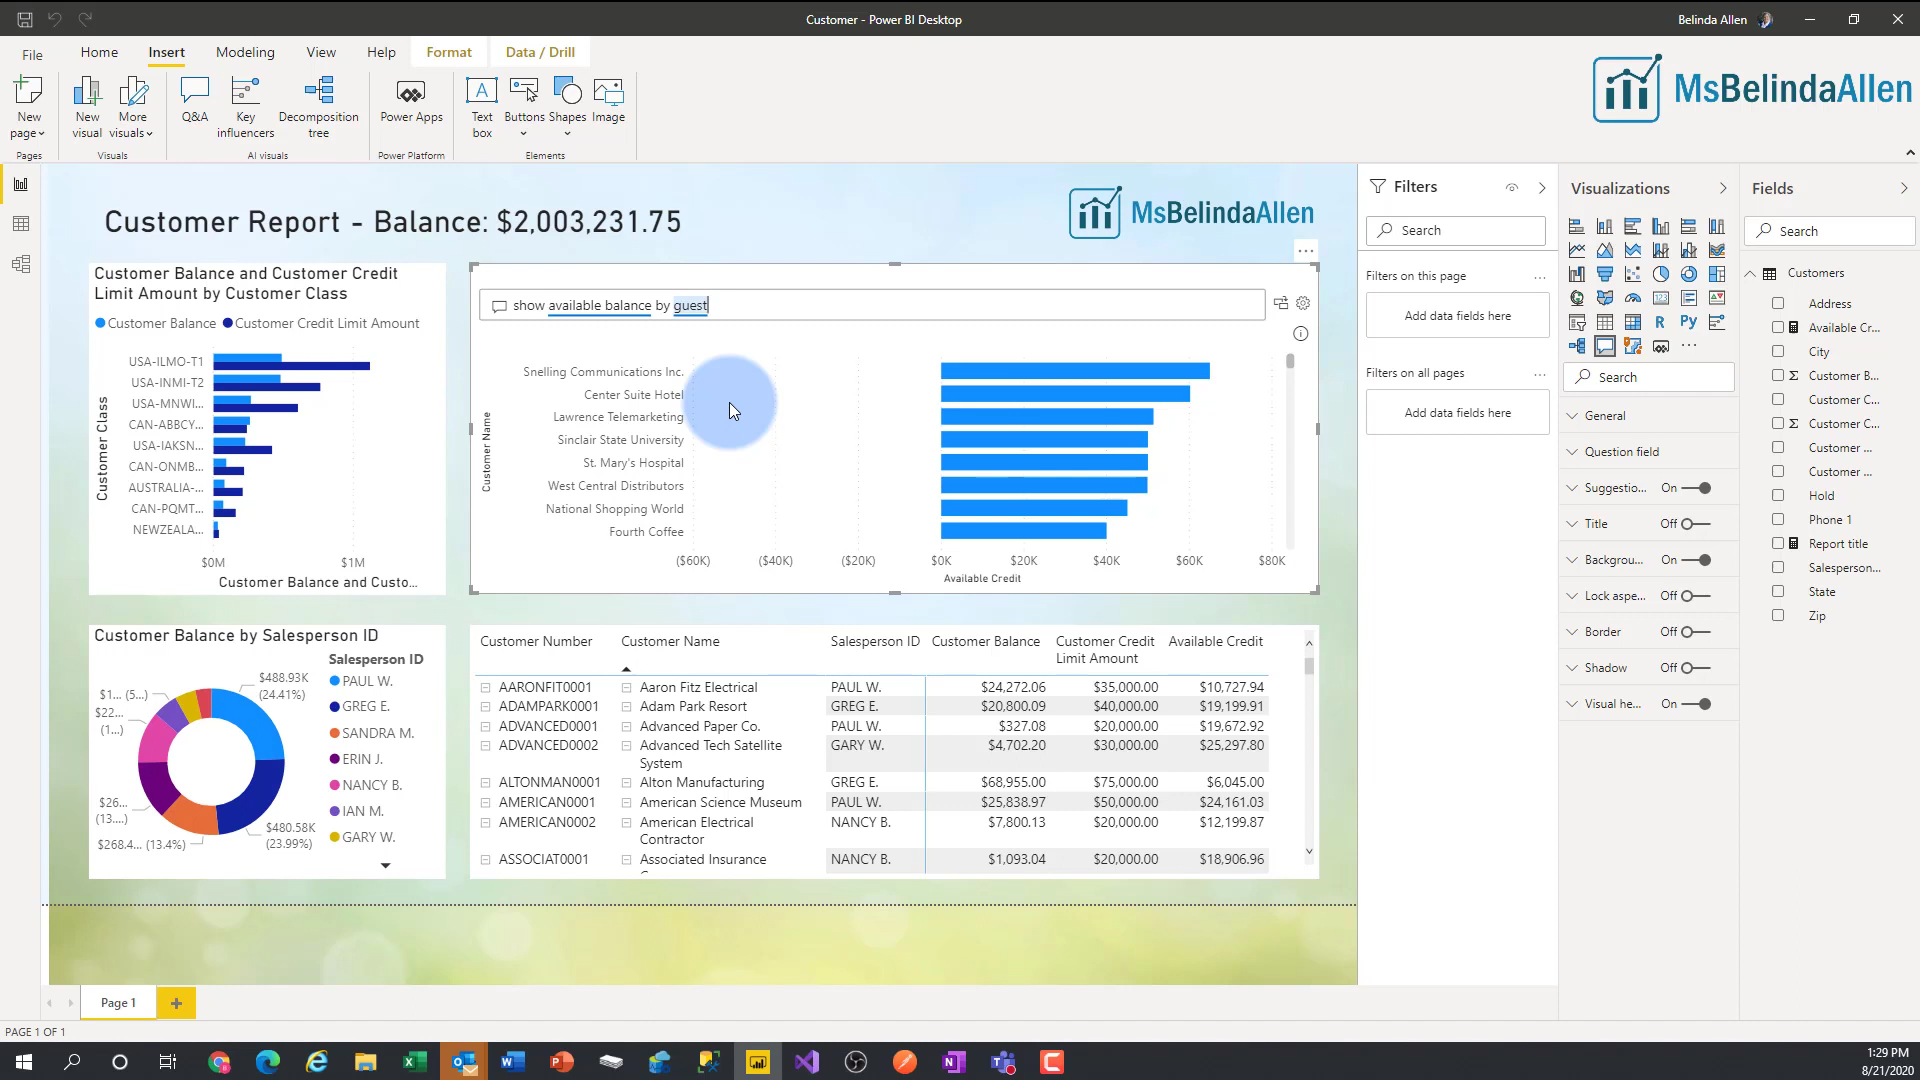 Customer - Power BI Desktop
Belinda Allen
File
Home
Insert
Modeling
View
Help
Format
Data / Drill
New page
New visual
More visuals
Q&A
Key influencers
Decomposition tree
Power Apps
Text box
Buttons
Shapes
Image
Pages
Visuals
AI visuals
Power Platform
Elements
MsBelindaAllen
Customer Report - Balance: $2,003,231.75
MsBelindaAllen
Customer Balance and Customer Credit
Limit Amount by Customer Class
Customer Balance
Customer Credit Limit Amount
Customer Class
USA-ILMO-T1
USA-INMI-T2
USA-MNWI...
CAN-ABBCY...
USA-IAKSN...
CAN-ONMB...
AUSTRALIA-...
CAN-PQMT...
NEWZEALA...
$0M
$1M
Customer Balance and Custo...
show available balance by guest
Customer Name
Snelling Communications Inc.
Center Suite Hotel
Lawrence Telemarketing
Sinclair State University
St. Mary's Hospital
West Central Distributors
National Shopping World
Fourth Coffee
($60K)
($40K)
($20K)
$0K
$20K
$40K
$60K
$80K
Available Credit
Customer Balance by Salesperson ID
Salesperson ID
PAUL W.
GREG E.
SANDRA M.
ERIN J.
NANCY B.
IAN M.
GARY W.
$488.93K
(24.41%)
$480.58K
(23.99%)
$268.4... (13.4%)
$26...
(13....)
$22...
(1...)
$1... (5...)
Customer Number
Customer Name
Salesperson ID
Customer Balance
Customer Credit
Limit Amount
Available Credit
AARONFIT0001 Aaron Fitz Electrical PAUL W. $24,272.06 $35,000.00 $10,727.94
ADAMPARK0001 Adam Park Resort GREG E. $20,800.09 $40,000.00 $19,199.91
ADVANCED0001 Advanced Paper Co. PAUL W. $327.08 $20,000.00 $19,672.92
ADVANCED0002 Advanced Tech Satellite GARY W. $4,702.20 $30,000.00 $25,297.80
System
ALTONMAN0001 Alton Manufacturing GREG E. $68,955.00 $75,000.00 $6,045.00
AMERICAN0001 American Science Museum PAUL W. $25,838.97 $50,000.00 $24,161.03
AMERICAN0002 American Electrical NANCY B. $7,800.13 $20,000.00 $12,199.87
Contractor
ASSOCIAT0001 Associated Insurance NANCY B. $1,093.04 $20,000.00 $18,906.96
Filters
Search
Filters on this page
...
Add data fields here
Filters on all pages
...
Add data fields here
Visualizations
R
Py
...
Search
General
Question field
Suggestio... On
Title Off
Backgrou... On
Lock aspe... Off
Border Off
Shadow Off
Visual he... On
Fields
Search
Customers
Address
Available Cr...
City
Customer B...
Customer C...
Customer C...
Customer ...
Customer ...
Hold
Phone 1
Report title
Salesperson...
State
Zip
Page 1
PAGE 1 OF 1
1:29 PM
8/21/2020